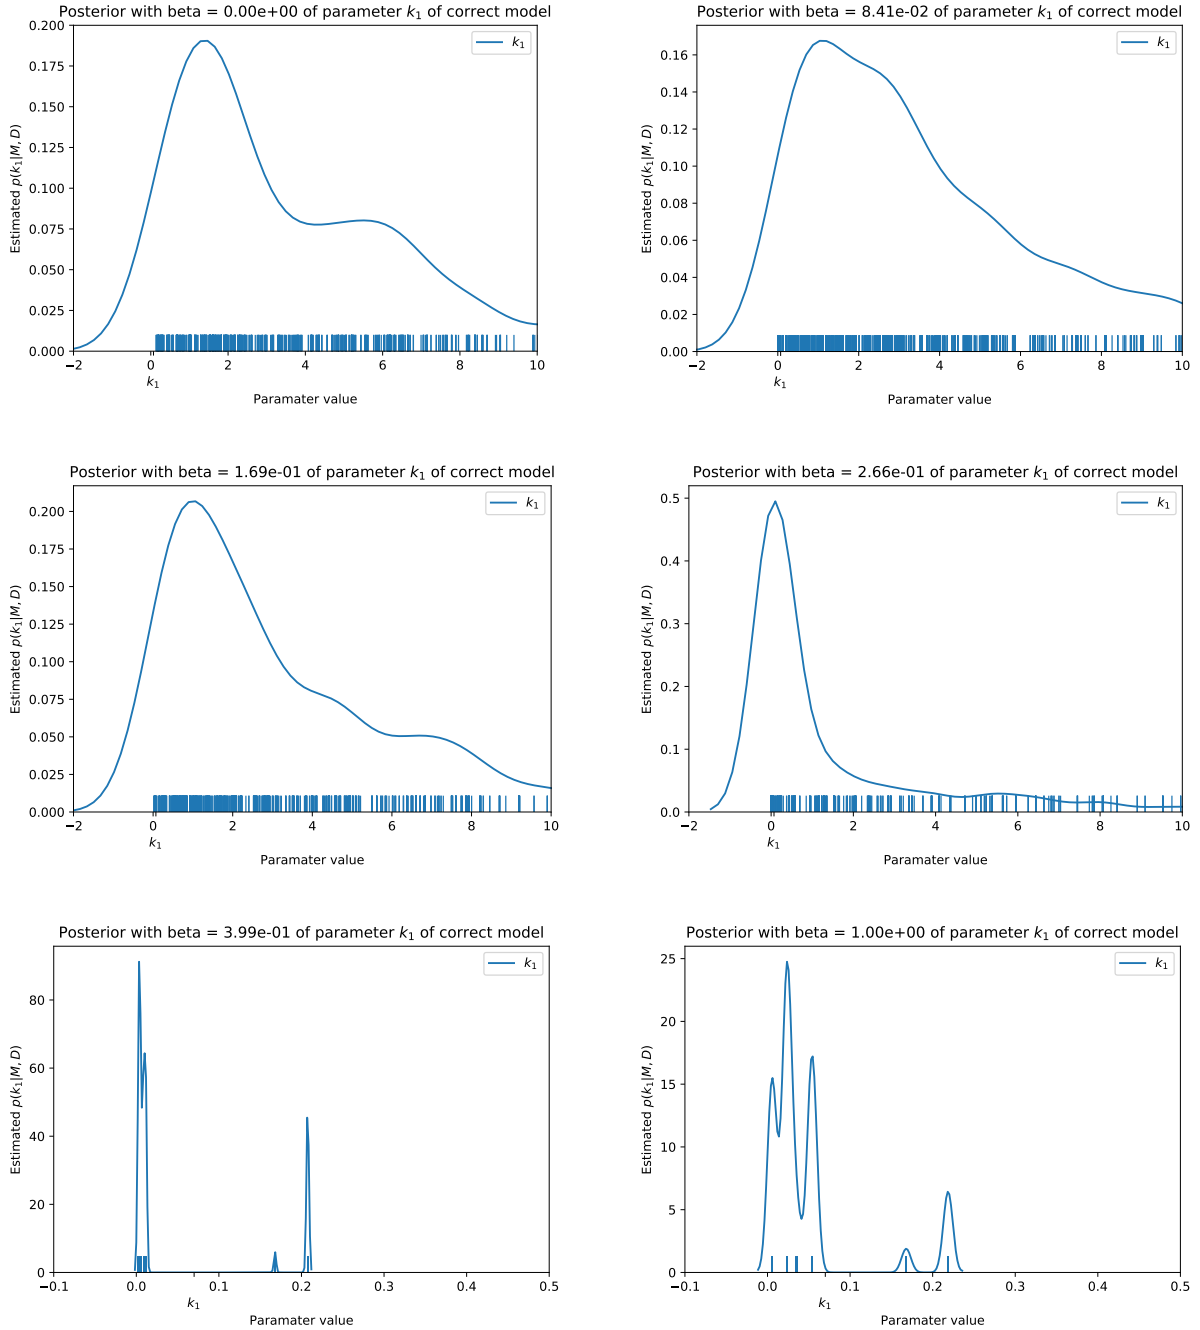 Posterior with beta = 0.00e+00 of parameter k₁ of correct model
k₁
0.200
0.175
0.150
0.125
0.100
0.075
0.050
0.025
0.000
Estimated p(k₁|M, D)
−2 0 2 4 6 8 10
k₁
Paramater value
Posterior with beta = 8.41e-02 of parameter k₁ of correct model
k₁
0.16
0.14
0.12
0.10
0.08
0.06
0.04
0.02
0.00
Estimated p(k₁|M, D)
−2 0 2 4 6 8 10
k₁
Paramater value
Posterior with beta = 1.69e-01 of parameter k₁ of correct model
k₁
0.200
0.175
0.150
0.125
0.100
0.075
0.050
0.025
0.000
Estimated p(k₁|M, D)
−2 0 2 4 6 8 10
k₁
Paramater value
Posterior with beta = 2.66e-01 of parameter k₁ of correct model
k₁
0.5
0.4
0.3
0.2
0.1
0.0
Estimated p(k₁|M, D)
−2 0 2 4 6 8 10
k₁
Paramater value
Posterior with beta = 3.99e-01 of parameter k₁ of correct model
k₁
80
60
40
20
0
Estimated p(k₁|M, D)
−0.1 0.0 0.1 0.2 0.3 0.4 0.5
k₁
Paramater value
Posterior with beta = 1.00e+00 of parameter k₁ of correct model
k₁
25
20
15
10
5
0
Estimated p(k₁|M, D)
−0.1 0.0 0.1 0.2 0.3 0.4 0.5
k₁
Paramater value